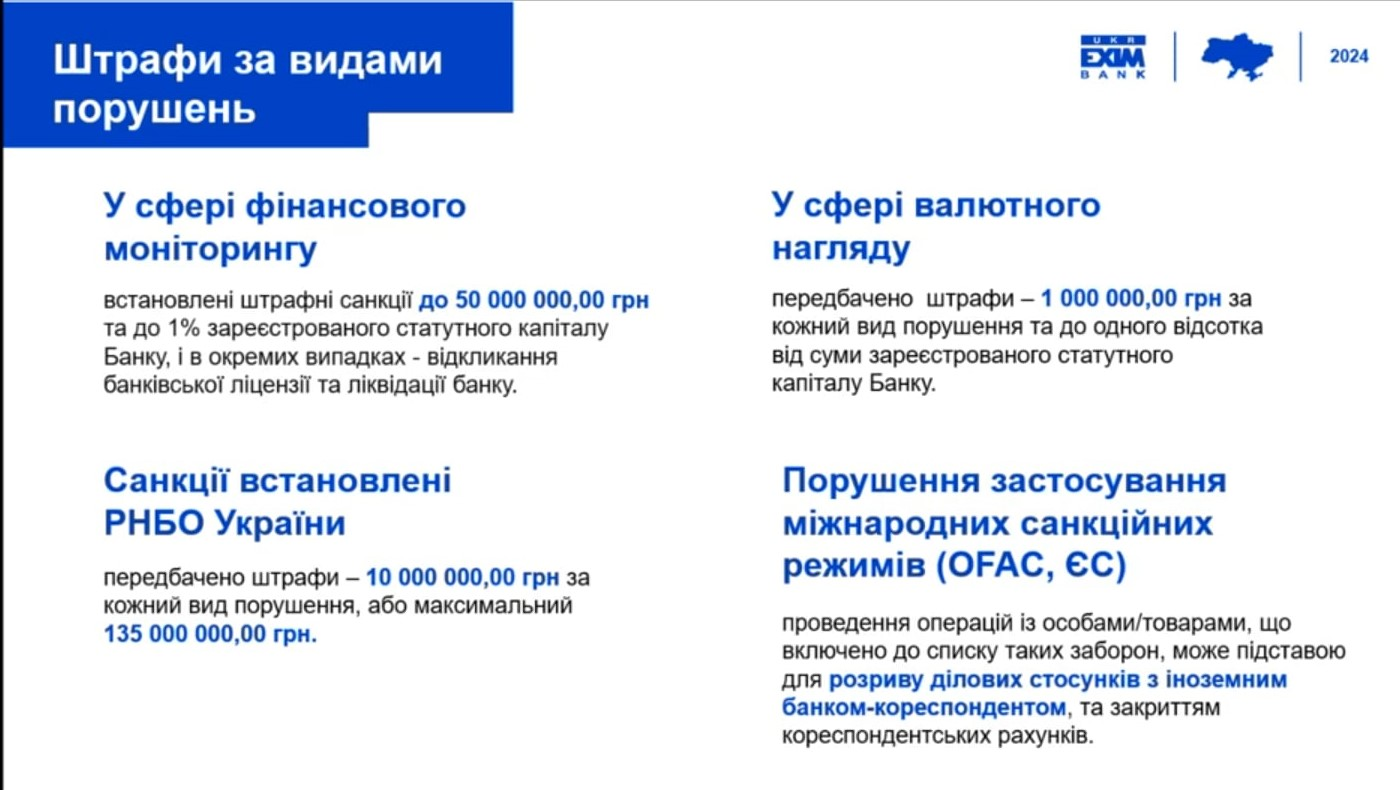 Штрафи за видами
порушень
UKR
EXIM
BANK
2024
У сфері фінансового
моніторингу
встановлені штрафні санкції до 50 000 000,00 грн
та до 1% зареєстрованого статутного капіталу
Банку, і в окремих випадках - відкликання
банківської ліцензії та ліквідації банку.
У сфері валютного
нагляду
передбачено штрафи – 1 000 000,00 грн за
кожний вид порушення та до одного відсотка
від суми зареєстрованого статутного
капіталу Банку.
Санкції встановлені
РНБО України
передбачено штрафи – 10 000 000,00 грн за
кожний вид порушення, або максимальний
135 000 000,00 грн.
Порушення застосування
міжнародних санкційних
режимів (OFAC, ЄС)
проведення операцій із особами/товарами, що
включено до списку таких заборон, може підставою
для розриву ділових стосунків з іноземним
банком-кореспондентом, та закриттям
кореспондентських рахунків.